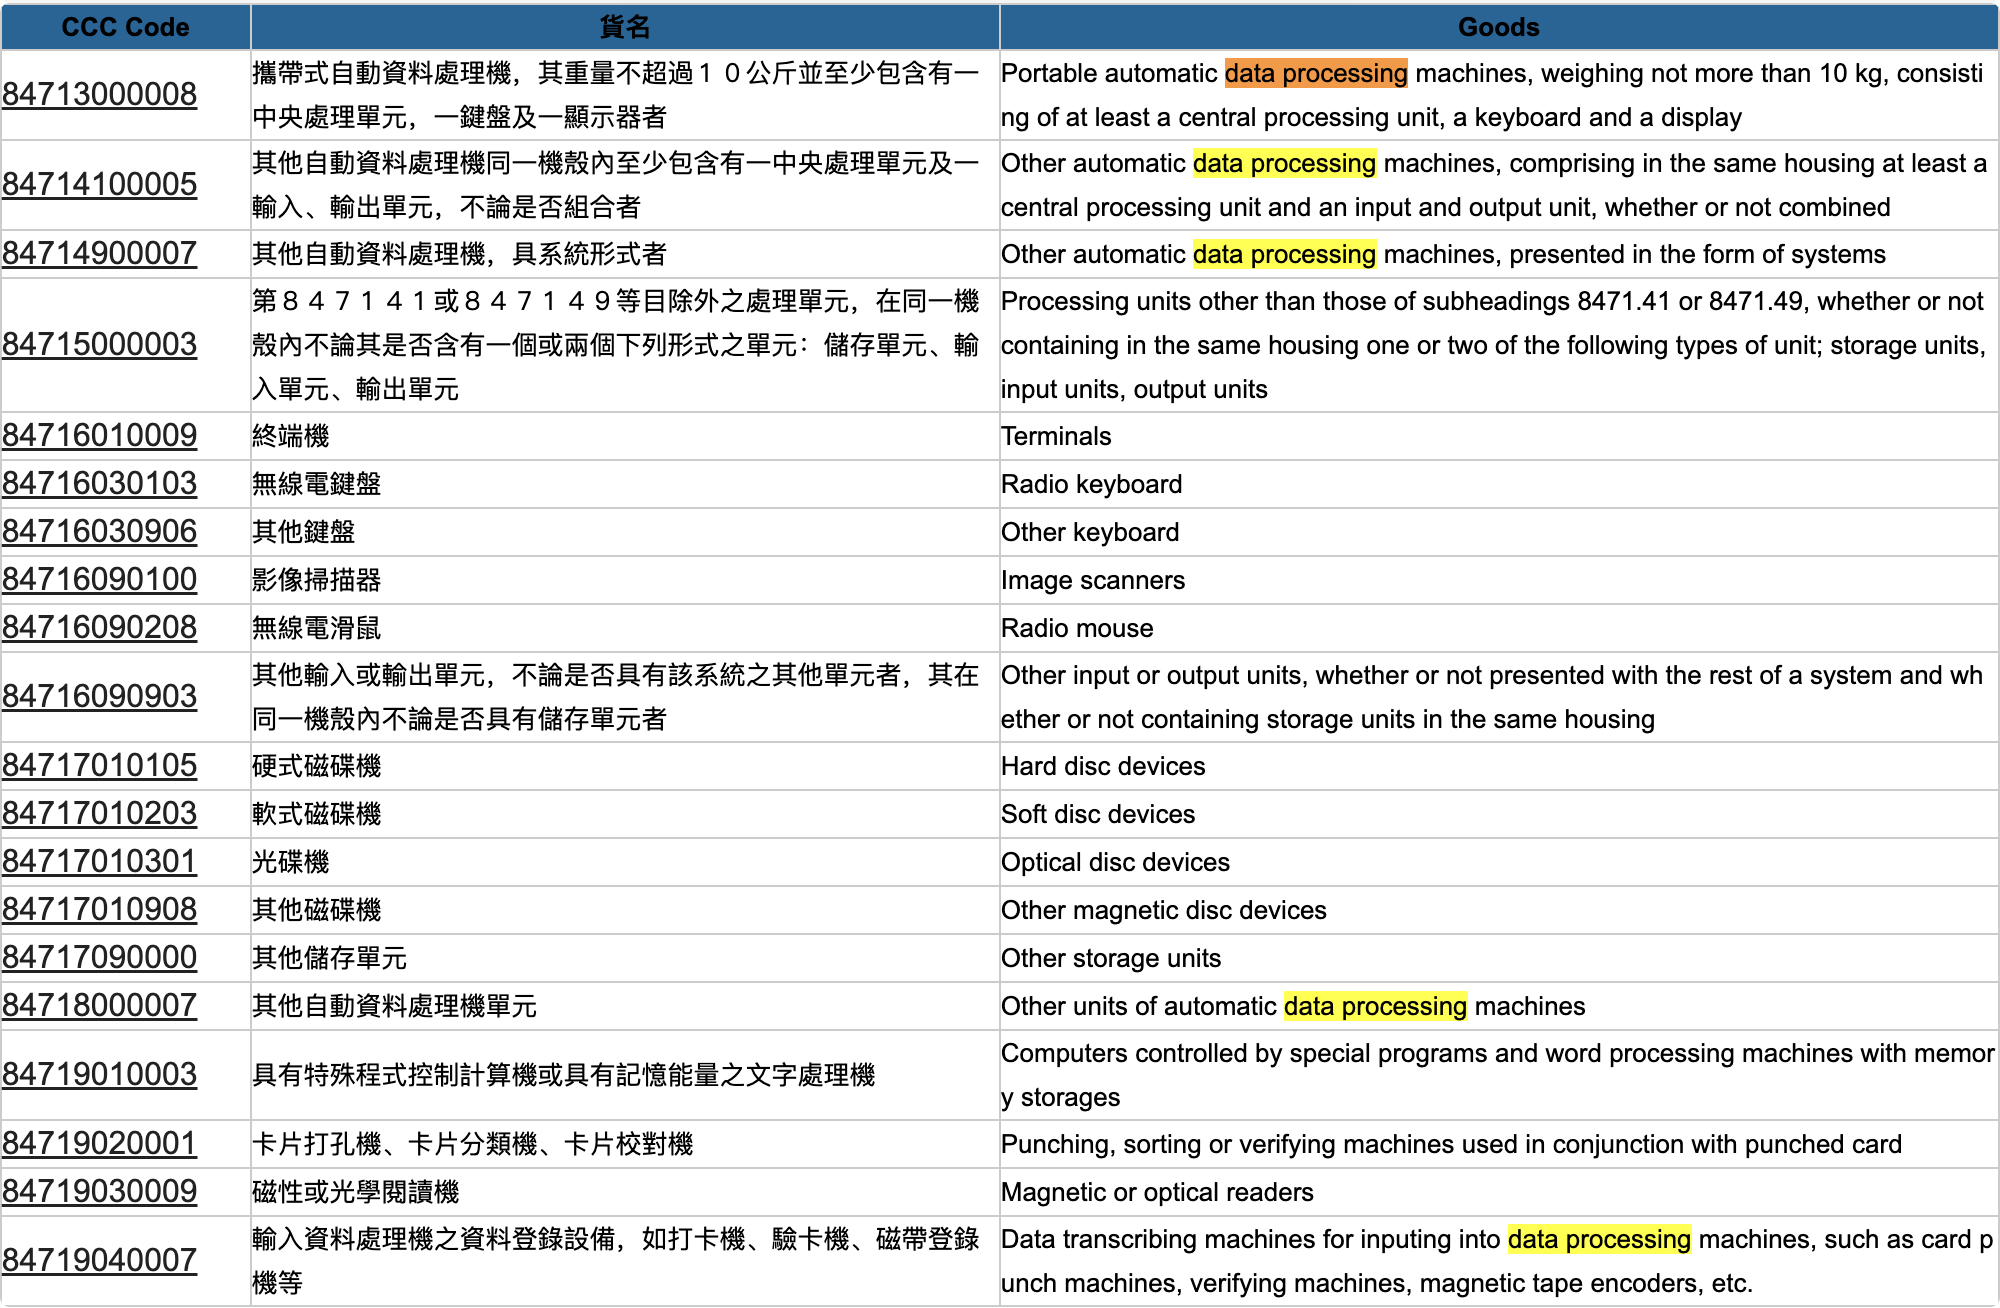 CCC Code 貨名 Goods
84713000008
攜帶式自動資料處理機，其重量不超過１０公斤並至少包含有一
中央處理單元，一鍵盤及一顯示器者
Portable automatic data processing machines, weighing not more than 10 kg, consisti
ng of at least a central processing unit, a keyboard and a display
84714100005
其他自動資料處理機同一機殼內至少包含有一中央處理單元及一
輸入、輸出單元，不論是否組合者
Other automatic data processing machines, comprising in the same housing at least a
central processing unit and an input and output unit, whether or not combined
84714900007
其他自動資料處理機，具系統形式者
Other automatic data processing machines, presented in the form of systems
84715000003
第８４７１４１或８４７１４９等目除外之處理單元，在同一機
殼內不論其是否含有一個或兩個下列形式之單元：儲存單元、輸
入單元、輸出單元
Processing units other than those of subheadings 8471.41 or 8471.49, whether or not
containing in the same housing one or two of the following types of unit; storage units,
input units, output units
84716010009
終端機
Terminals
84716030103
無線電鍵盤
Radio keyboard
84716030906
其他鍵盤
Other keyboard
84716090100
影像掃描器
Image scanners
84716090208
無線電滑鼠
Radio mouse
84716090903
其他輸入或輸出單元，不論是否具有該系統之其他單元者，其在
同一機殼內不論是否具有儲存單元者
Other input or output units, whether or not presented with the rest of a system and wh
ether or not containing storage units in the same housing
84717010105
硬式磁碟機
Hard disc devices
84717010203
軟式磁碟機
Soft disc devices
84717010301
光碟機
Optical disc devices
84717010908
其他磁碟機
Other magnetic disc devices
84717090000
其他儲存單元
Other storage units
84718000007
其他自動資料處理機單元
Other units of automatic data processing machines
84719010003
具有特殊程式控制計算機或具有記憶能量之文字處理機
Computers controlled by special programs and word processing machines with memor
y storages
84719020001
卡片打孔機、卡片分類機、卡片校對機
Punching, sorting or verifying machines used in conjunction with punched card
84719030009
磁性或光學閱讀機
Magnetic or optical readers
84719040007
輸入資料處理機之資料登錄設備，如打卡機、驗卡機、磁帶登錄
機等
Data transcribing machines for inputing into data processing machines, such as card p
unch machines, verifying machines, magnetic tape encoders, etc.